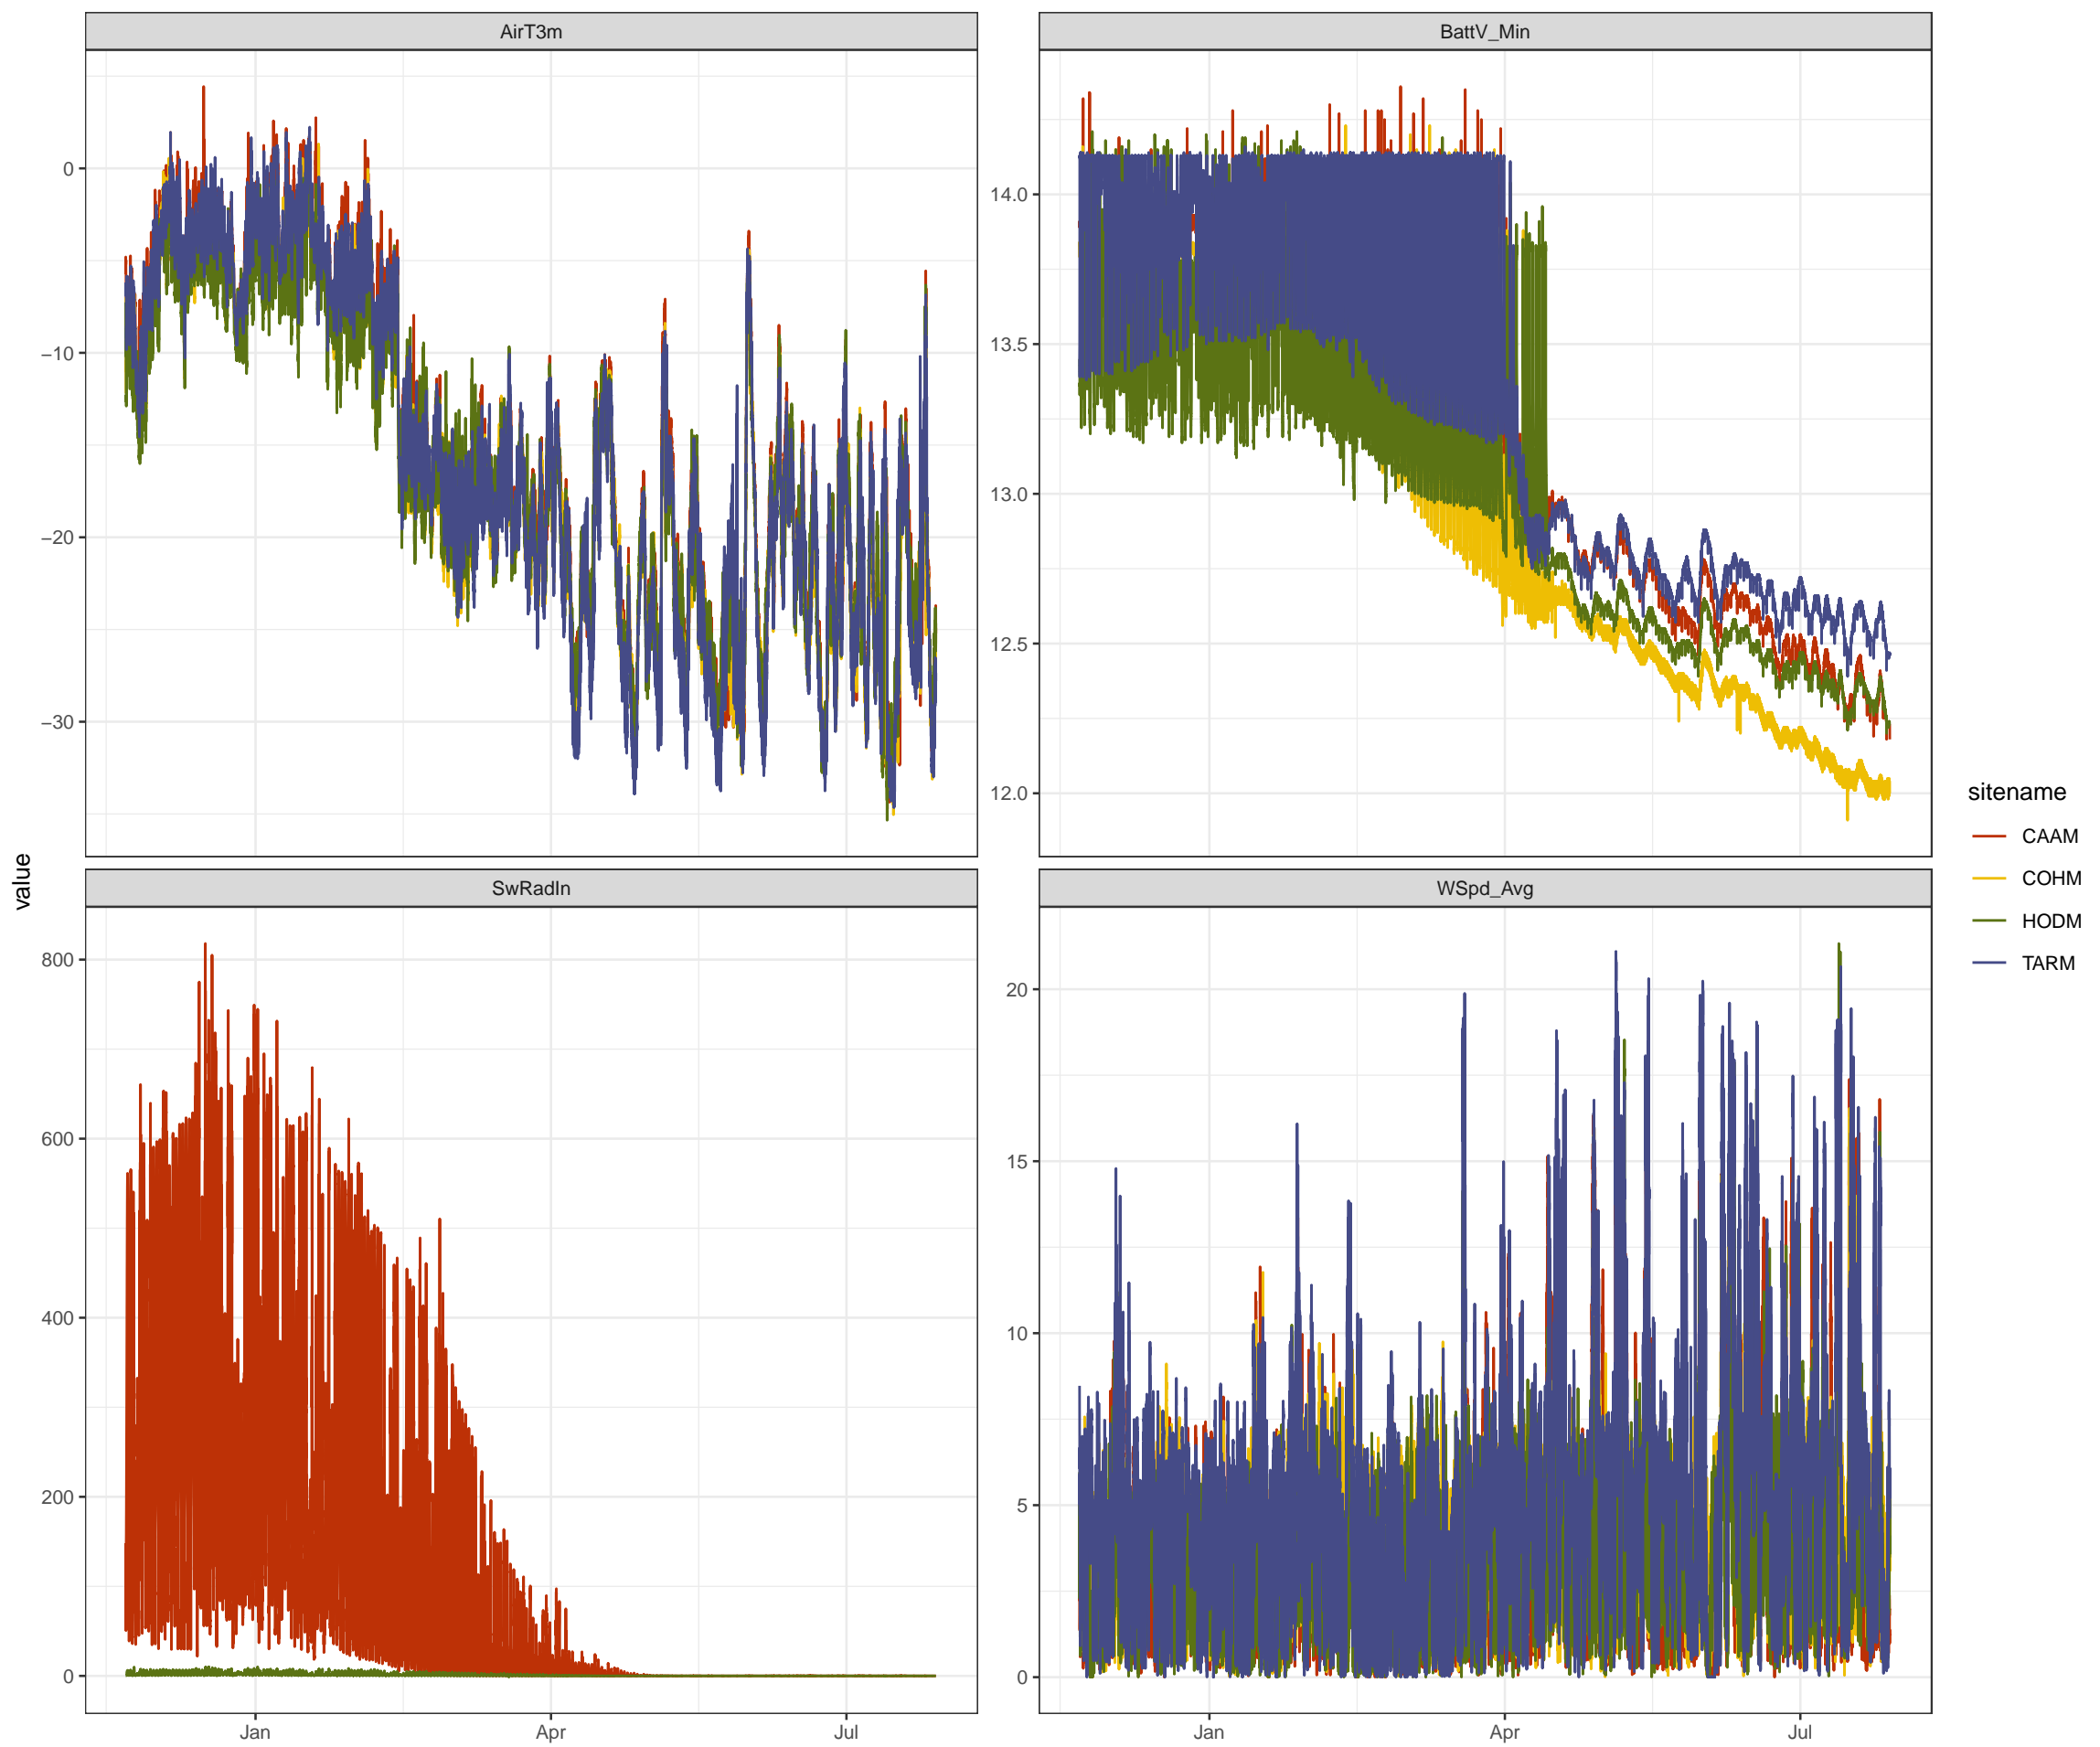 AirT3m
BattV_Min
0
−10
−20
−30
14.0
13.5
13.0
12.5
12.0
value
SwRadIn
WSpd_Avg
800
600
400
200
0
20
15
10
5
0
Jan
Apr
Jul
Jan
Apr
Jul
sitename
CAAM
COHM
HODM
TARM